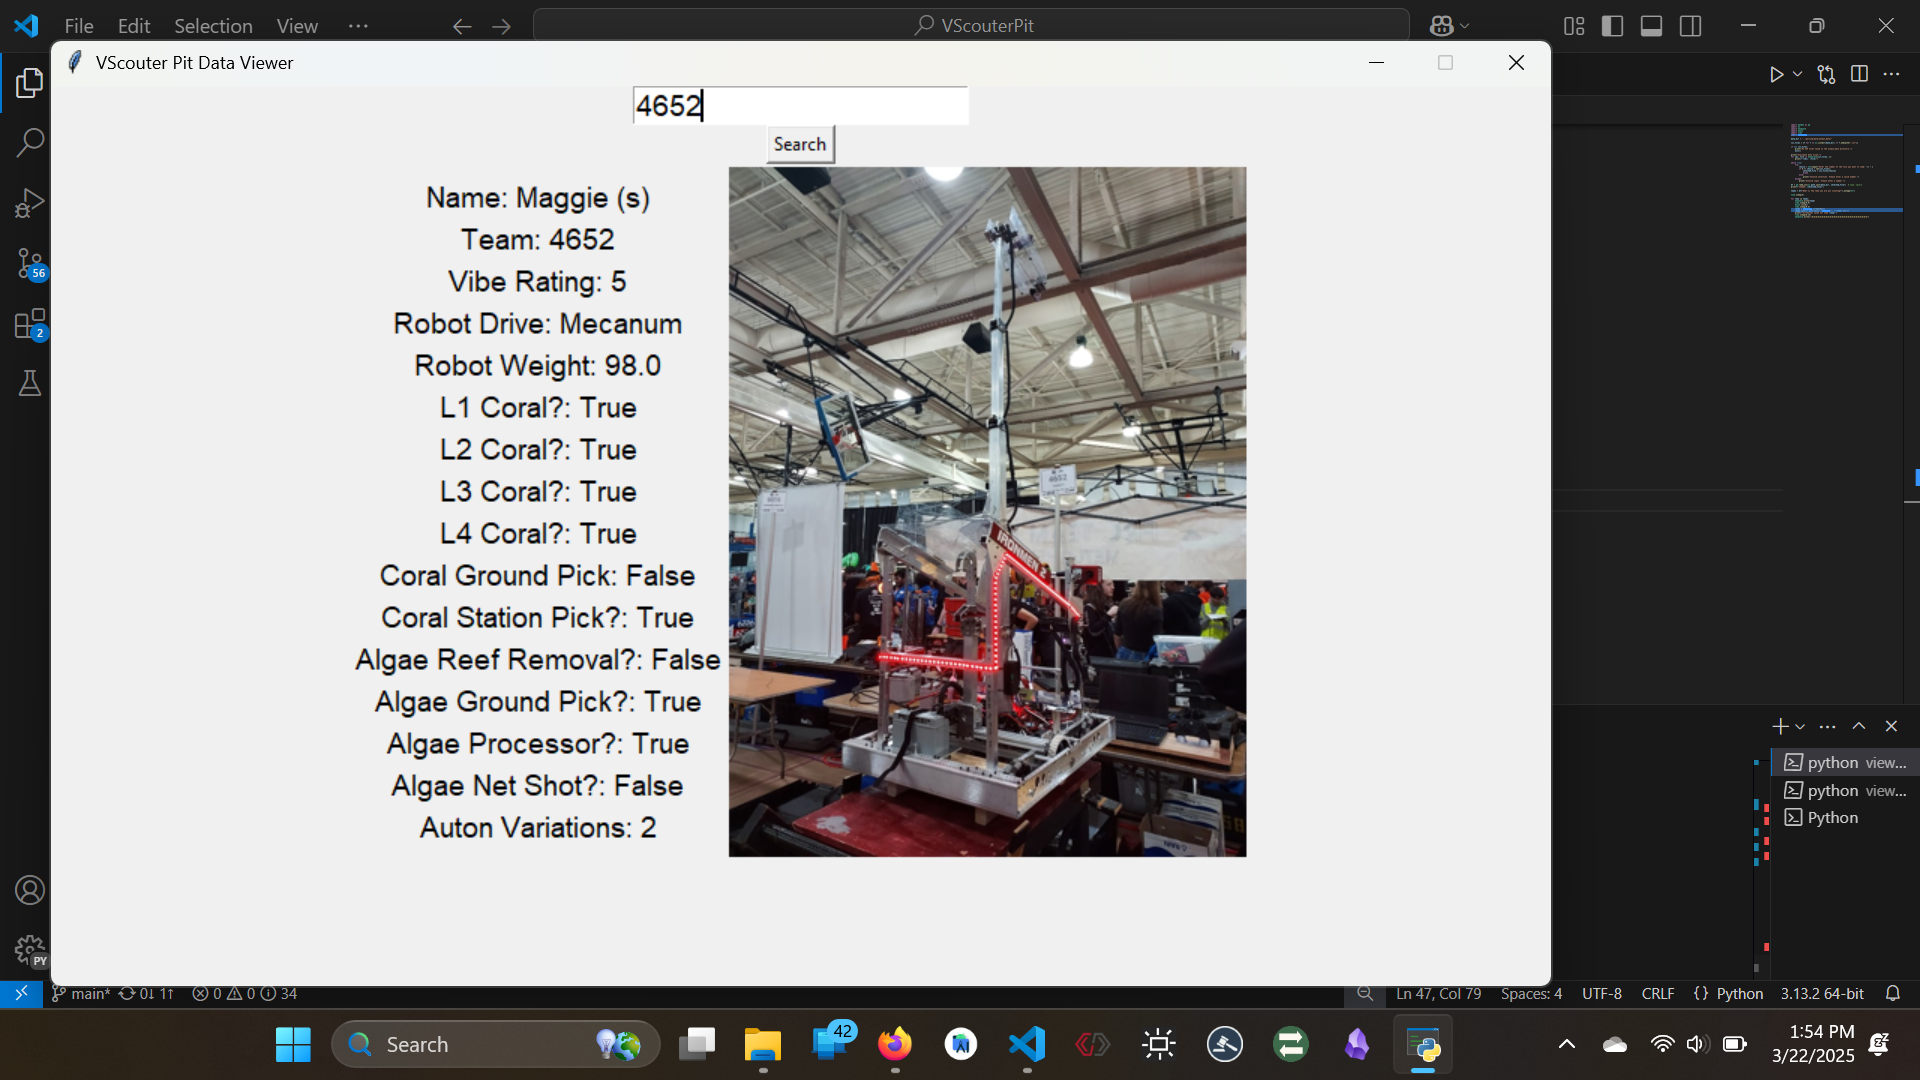 File Edit Selection View ···
VScouterPit
VScouter Pit Data Viewer
4652
Search
Name: Maggie (s)
Team: 4652
Vibe Rating: 5
Robot Drive: Mecanum
Robot Weight: 98.0
L1 Coral?: True
L2 Coral?: True
L3 Coral?: True
L4 Coral?: True
Coral Ground Pick: False
Coral Station Pick?: True
Algae Reef Removal?: False
Algae Ground Pick?: True
Algae Processor?: True
Algae Net Shot?: False
Auton Variations: 2
4652
IRONMEN 2
56
2
PY
python view...
python view...
Python
main* 0↓ 1↑ 0 0 34
Ln 47, Col 79 Spaces: 4 UTF-8 CRLF {} Python 3.13.2 64-bit
Search
42
1:54 PM
3/22/2025